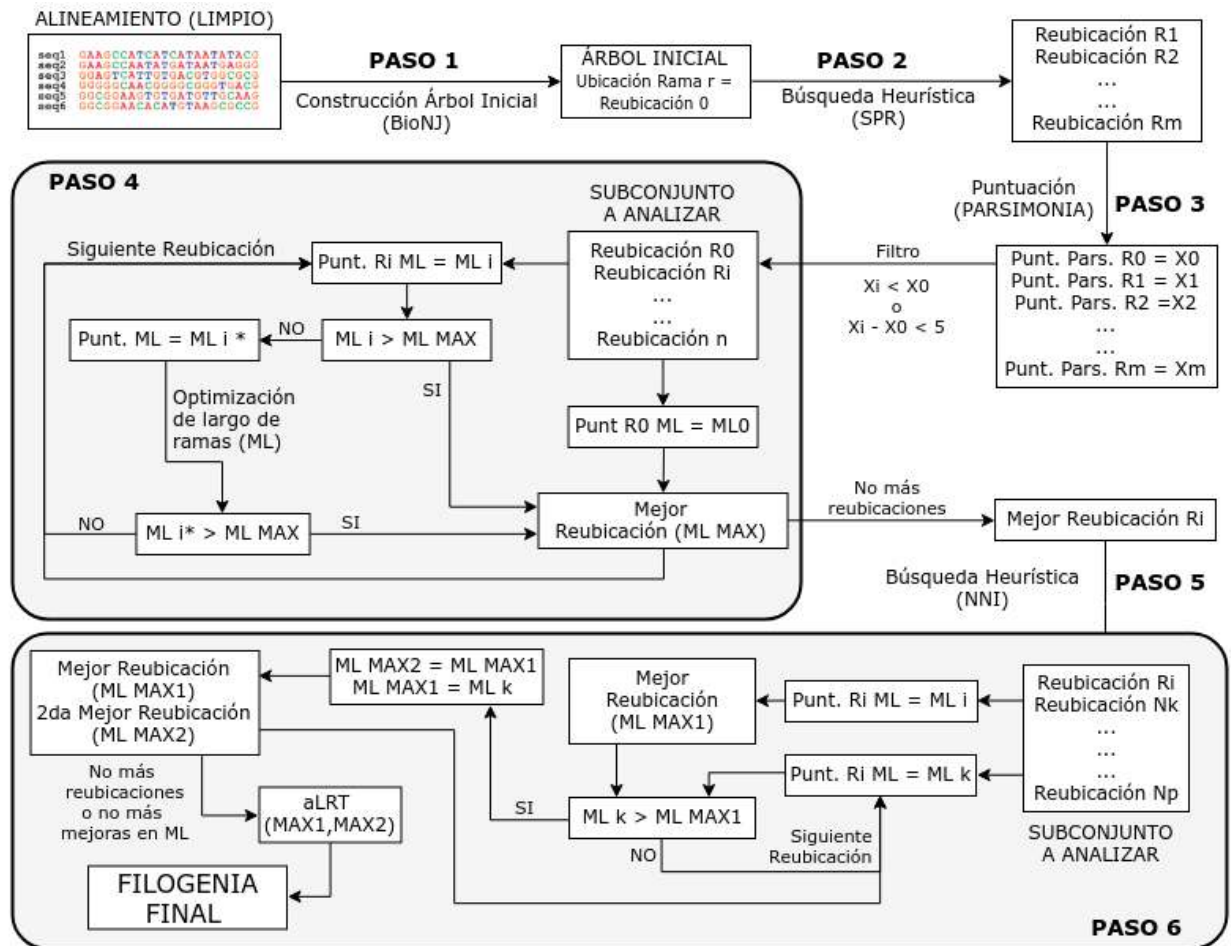 ALINEAMIENTO (LIMPIO)
seq1 GAAGCCATCATCATAATATACG
seq2 GAAGCCAATATGATAATGAGGG
seq3 GGAGTCATTGTGACGTGGCGCG
seq4 GGGGGCAACGGGGCGGGTGACG
seq5 GGCGGAAGTGTGATGTTGCAAG
seq6 GGCGGAACACATGTAAGCGCCG
PASO 1
Construcción Árbol Inicial
(BioNJ)
ÁRBOL INICIAL
Ubicación Rama r =
Reubicación 0
PASO 2
Búsqueda Heurística
(SPR)
Reubicación R1
Reubicación R2
...
...
Reubicación Rm
Puntuación
(PARSIMONIA)
PASO 3
Punt. Pars. R0 = X0
Punt. Pars. R1 = X1
Punt. Pars. R2 =X2
...
...
Punt. Pars. Rm = Xm
Filtro
Xi < X0
o
Xi - X0 < 5
PASO 4
SUBCONJUNTO
A ANALIZAR
Reubicación R0
Reubicación Ri
...
...
Reubicación n
Siguiente Reubicación
Punt. Ri ML = ML i
ML i > ML MAX
NO
SI
Punt. ML = ML i *
Optimización
de largo de
ramas (ML)
ML i* > ML MAX
NO
SI
Punt R0 ML = ML0
Mejor
Reubicación (ML MAX)
No más
reubicaciones
Mejor Reubicación Ri
Búsqueda Heurística
(NNI)
PASO 5
Reubicación Ri
Reubicación Nk
...
...
...
Reubicación Np
SUBCONJUNTO
A ANALIZAR
Punt. Ri ML = ML i
Punt. Ri ML = ML k
Mejor
Reubicación
(ML MAX1)
ML k > ML MAX1
SI
NO
Siguiente
Reubicación
ML MAX2 = ML MAX1
ML MAX1 = ML k
Mejor Reubicación
(ML MAX1)
2da Mejor Reubicación
(ML MAX2)
No más
reubicaciones
o no más
mejoras en ML
aLRT
(MAX1,MAX2)
FILOGENIA
FINAL
PASO 6